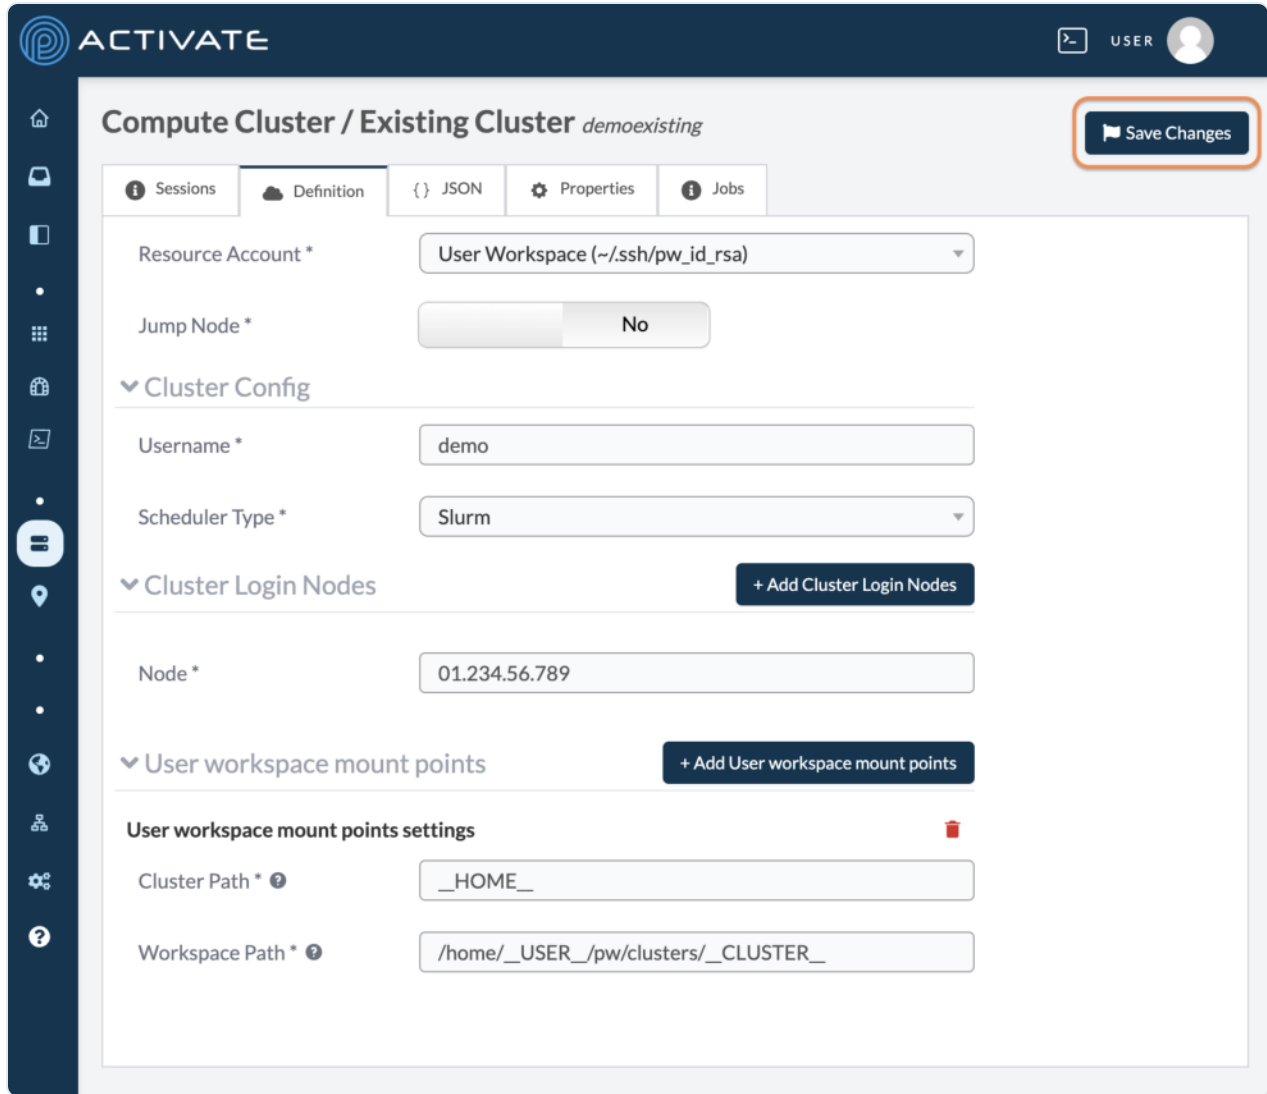 ACTIVATE
USER
Compute Cluster / Existing Cluster demoexisting
Save Changes
Sessions
Definition
{ } JSON
Properties
Jobs
Resource Account *
User Workspace (~/.ssh/pw_id_rsa)
Jump Node *
No
Cluster Config
Username *
demo
Scheduler Type *
Slurm
Cluster Login Nodes
+ Add Cluster Login Nodes
Node *
01.234.56.789
User workspace mount points
+ Add User workspace mount points
User workspace mount points settings
Cluster Path *
__HOME__
Workspace Path *
/home/__USER__/pw/clusters/__CLUSTER__